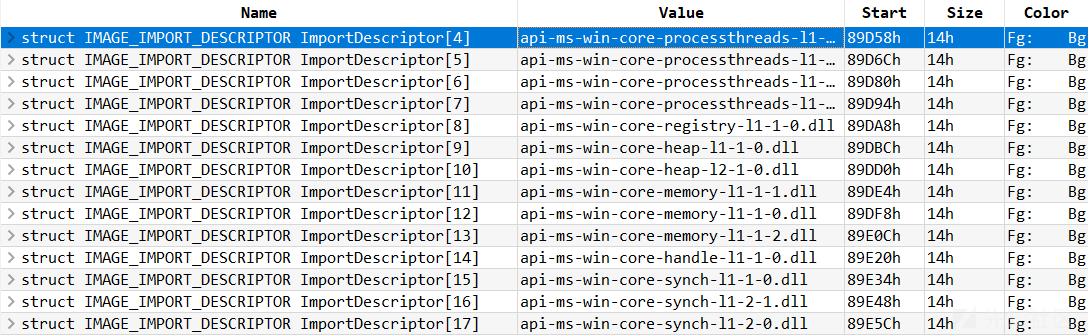 Name Value Start Size Color
struct IMAGE_IMPORT_DESCRIPTOR ImportDescriptor[4] api-ms-win-core-processthreads-l1-… 89D58h 14h Fg: Bg
struct IMAGE_IMPORT_DESCRIPTOR ImportDescriptor[5] api-ms-win-core-processthreads-l1-… 89D6Ch 14h Fg: Bg
struct IMAGE_IMPORT_DESCRIPTOR ImportDescriptor[6] api-ms-win-core-processthreads-l1-… 89D80h 14h Fg: Bg
struct IMAGE_IMPORT_DESCRIPTOR ImportDescriptor[7] api-ms-win-core-processthreads-l1-… 89D94h 14h Fg: Bg
struct IMAGE_IMPORT_DESCRIPTOR ImportDescriptor[8] api-ms-win-core-registry-l1-1-0.dll 89DA8h 14h Fg: Bg
struct IMAGE_IMPORT_DESCRIPTOR ImportDescriptor[9] api-ms-win-core-heap-l1-1-0.dll 89DBCh 14h Fg: Bg
struct IMAGE_IMPORT_DESCRIPTOR ImportDescriptor[10] api-ms-win-core-heap-l2-1-0.dll 89DD0h 14h Fg: Bg
struct IMAGE_IMPORT_DESCRIPTOR ImportDescriptor[11] api-ms-win-core-memory-l1-1-1.dll 89DE4h 14h Fg: Bg
struct IMAGE_IMPORT_DESCRIPTOR ImportDescriptor[12] api-ms-win-core-memory-l1-1-0.dll 89DF8h 14h Fg: Bg
struct IMAGE_IMPORT_DESCRIPTOR ImportDescriptor[13] api-ms-win-core-memory-l1-1-2.dll 89E0Ch 14h Fg: Bg
struct IMAGE_IMPORT_DESCRIPTOR ImportDescriptor[14] api-ms-win-core-handle-l1-1-0.dll 89E20h 14h Fg: Bg
struct IMAGE_IMPORT_DESCRIPTOR ImportDescriptor[15] api-ms-win-core-synch-l1-1-0.dll 89E34h 14h Fg: Bg
struct IMAGE_IMPORT_DESCRIPTOR ImportDescriptor[16] api-ms-win-core-synch-l1-2-1.dll 89E48h 14h Fg: Bg
struct IMAGE_IMPORT_DESCRIPTOR ImportDescriptor[17] api-ms-win-core-synch-l1-2-0.dll 89E5Ch 14h Fg: Bg